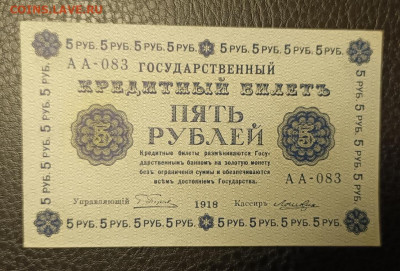 COINS.LAVE.RU
5 РУБ. 5 РУБ. 5 РУБ. 5 РУБ. 5 РУБ. 5 РУБ. 5 РУБ. 5 РУБ.
ГОСУДАРСТВЕННЫЙ
АА-083
КРЕДИТНЫЙ БИЛЕТЪ
ПЯТЬ
РУБЛЕЙ
5
5
Кредитные билеты размѣниваются Госу-
дарственнымъ банкомъ на золотую монету
безъ ограниченія суммы и обезпечиваются
всѣмъ достояніемъ Государства.
АА-083
Управляющій
1918
Кассиръ
5 РУБ. 5 РУБ. 5 РУБ. 5 РУБ. 5 РУБ. 5 РУБ. 5 РУБ. 5 РУБ.